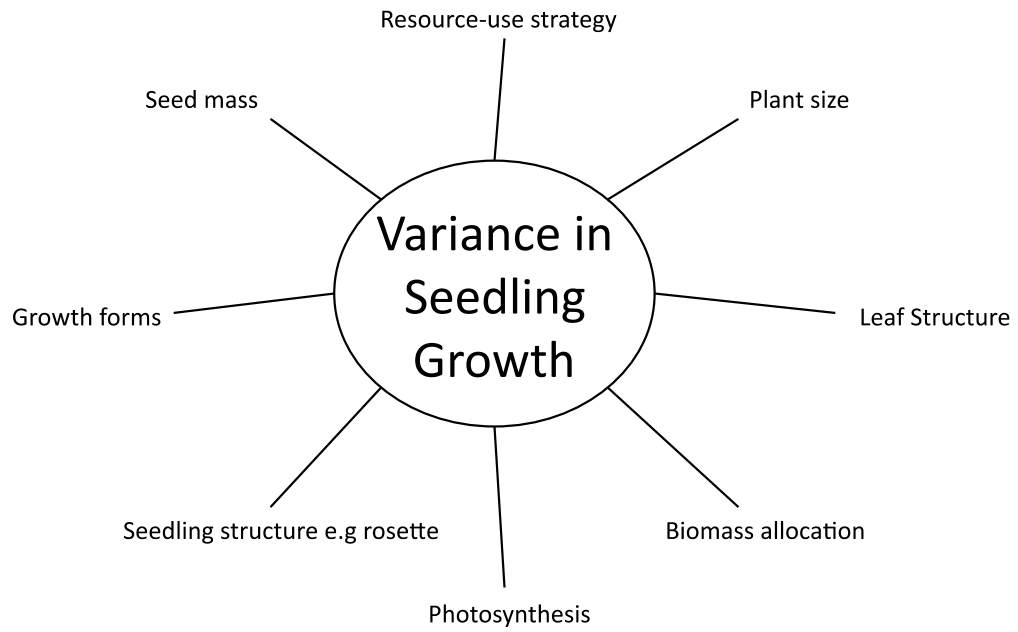 Resource-use strategy
Seed mass
Plant size
Variance in
Seedling
Growth
Growth forms
Leaf Structure
Seedling structure e.g rosette
Biomass allocation
Photosynthesis